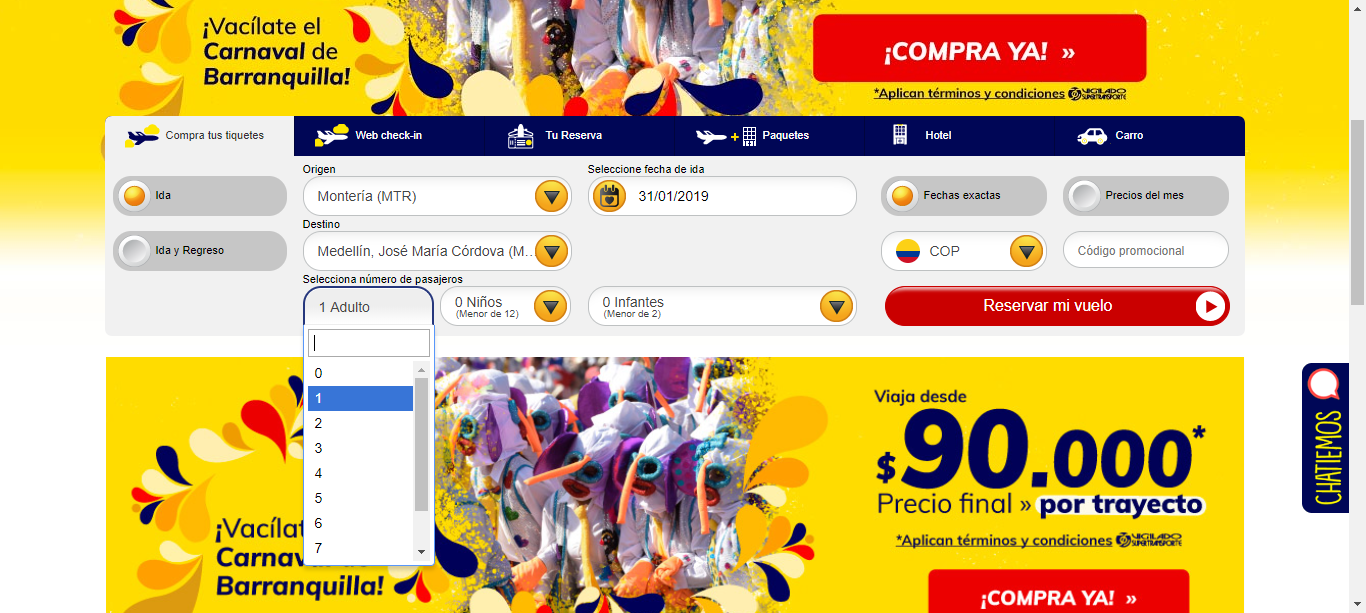 ¡Vacílate el
Carnaval de
Barranquilla!
¡COMPRA YA! »
*Aplican términos y condiciones VIGILADO SUPERTRANSPORTE
Compra tus tiquetes
Web check-in
Tu Reserva
Paquetes
Hotel
Carro
Ida
Ida y Regreso
Origen
Montería (MTR)
Seleccione fecha de ida
31/01/2019
Fechas exactas
Precios del mes
Destino
Medellín, José María Córdova (M...
COP
Código promocional
Selecciona número de pasajeros
1 Adulto
0 Niños
(Menor de 12)
0 Infantes
(Menor de 2)
Reservar mi vuelo
0
1
2
3
4
5
6
7
¡Vacílat
Carnav de
Barranquilla!
Viaja desde
$90.000*
Precio final » por trayecto
*Aplican términos y condiciones VIGILADO SUPERTRANSPORTE
¡COMPRA YA! »
CHATIEMOS